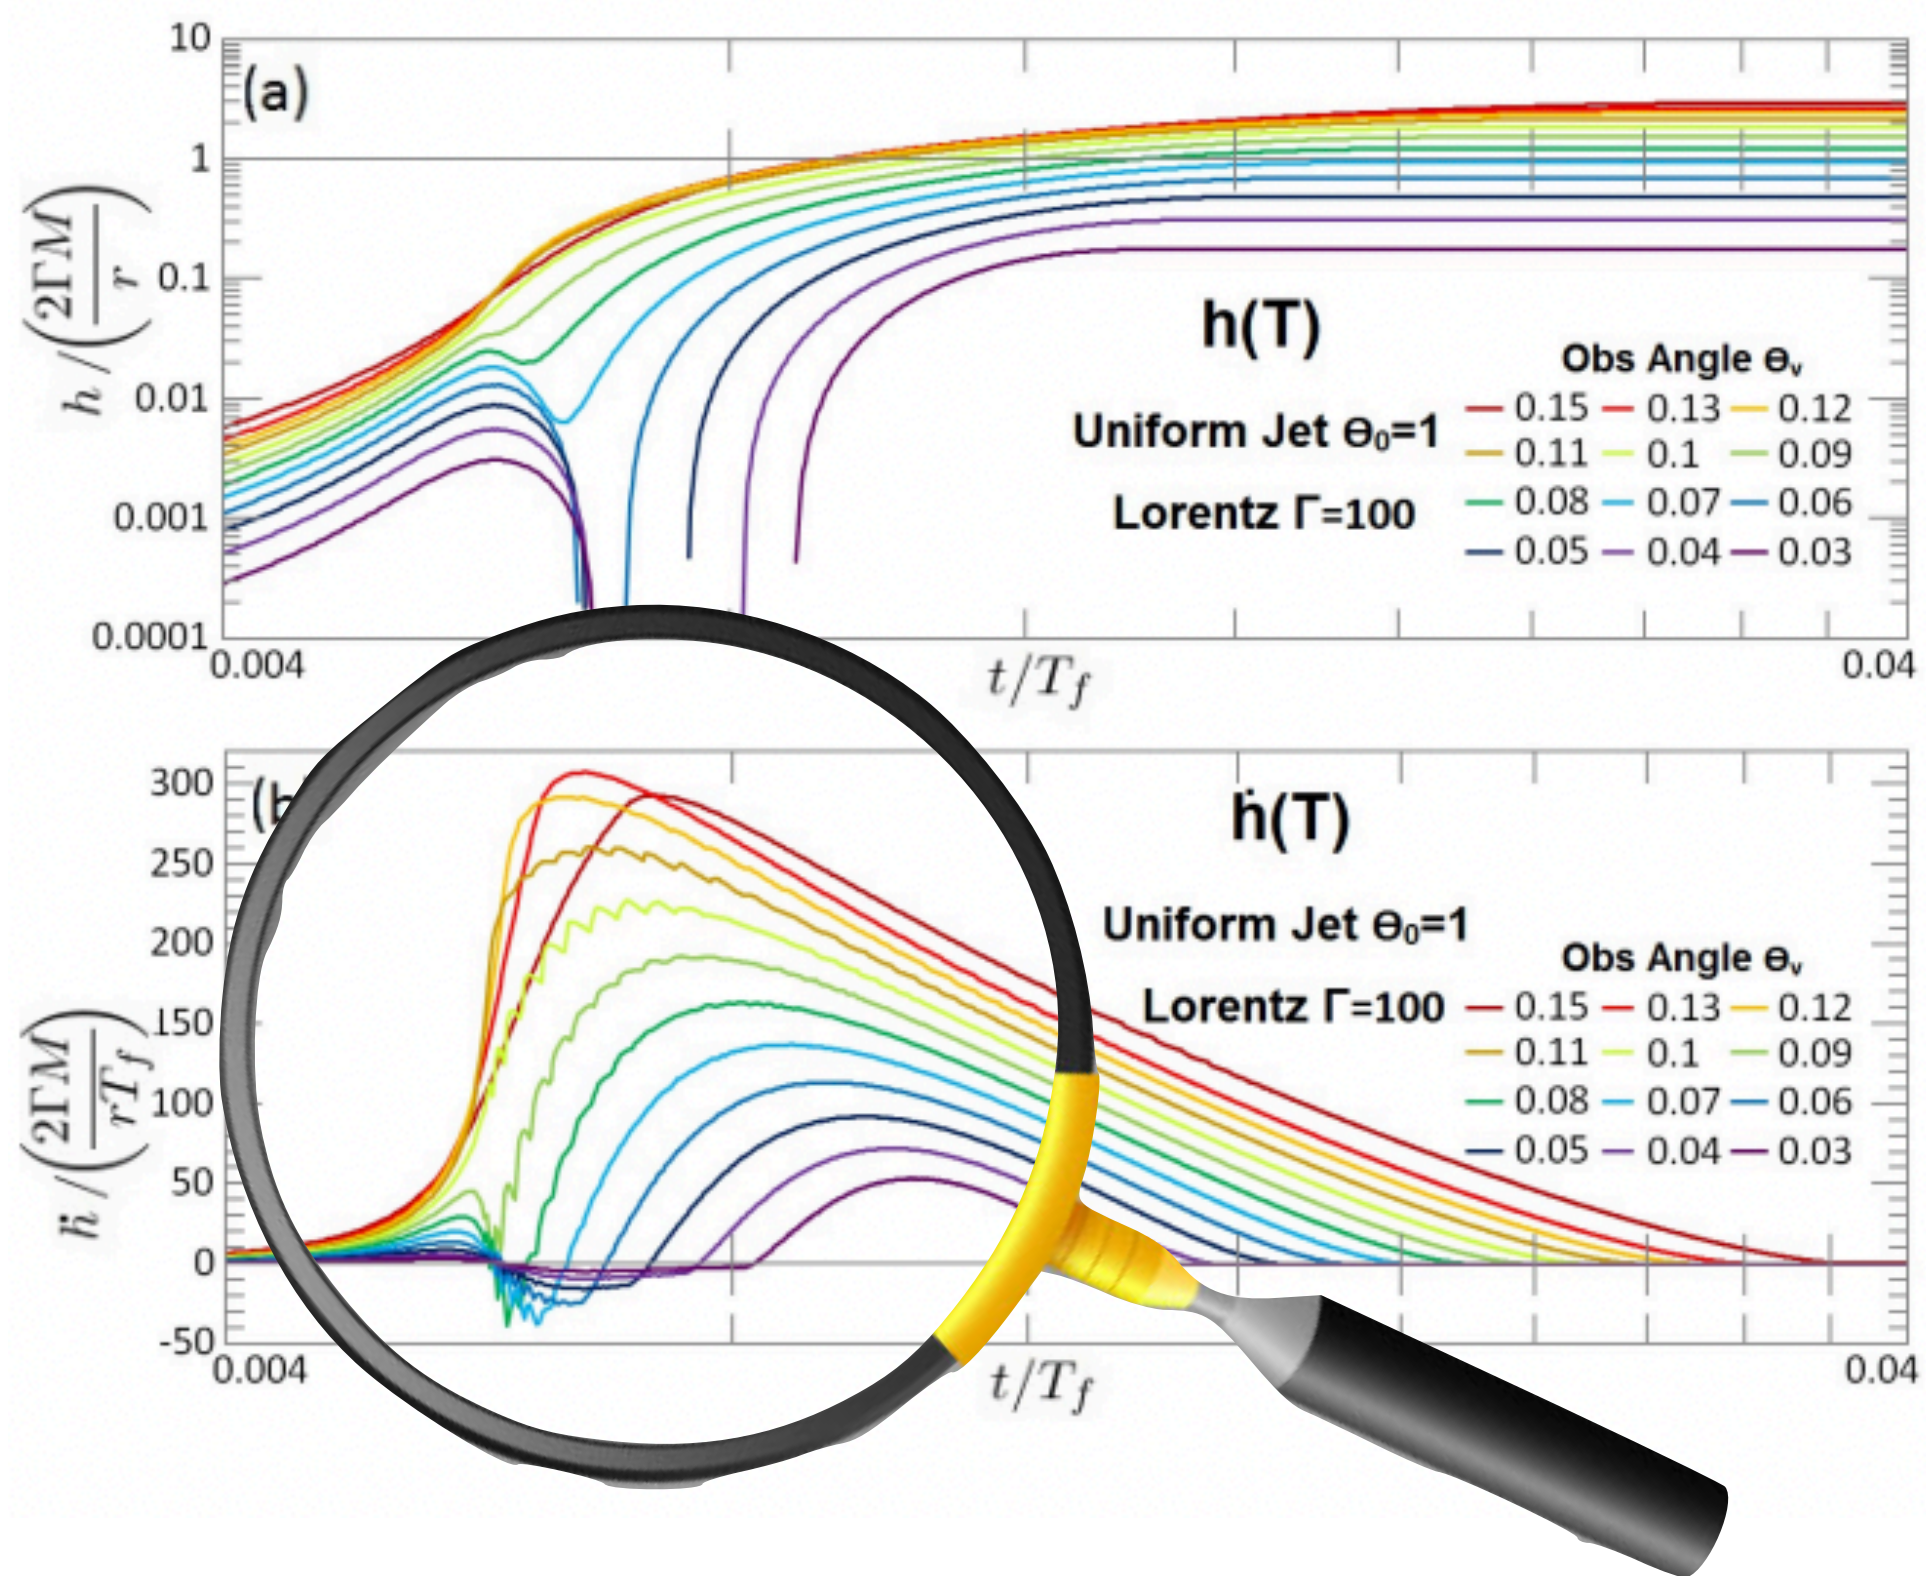 10
(a)
1
0.1
0.01
0.001
0.0001
h / (2ΓM / r)
h(T)
Obs Angle ϴᵥ
Uniform Jet ϴ₀=1
Lorentz Γ=100
0.15 0.13 0.12
0.11 0.1 0.09
0.08 0.07 0.06
0.05 0.04 0.03
0.004
t/T_f
0.04
300
(b
250
200
150
100
50
0
-50
ḧ / (2ΓM / rT_f)
ḣ(T)
Uniform Jet ϴ₀=1
Obs Angle ϴᵥ
Lorentz Γ=100
0.15 0.13 0.12
0.11 0.1 0.09
0.08 0.07 0.06
0.05 0.04 0.03
0.004
t/T_f
0.04